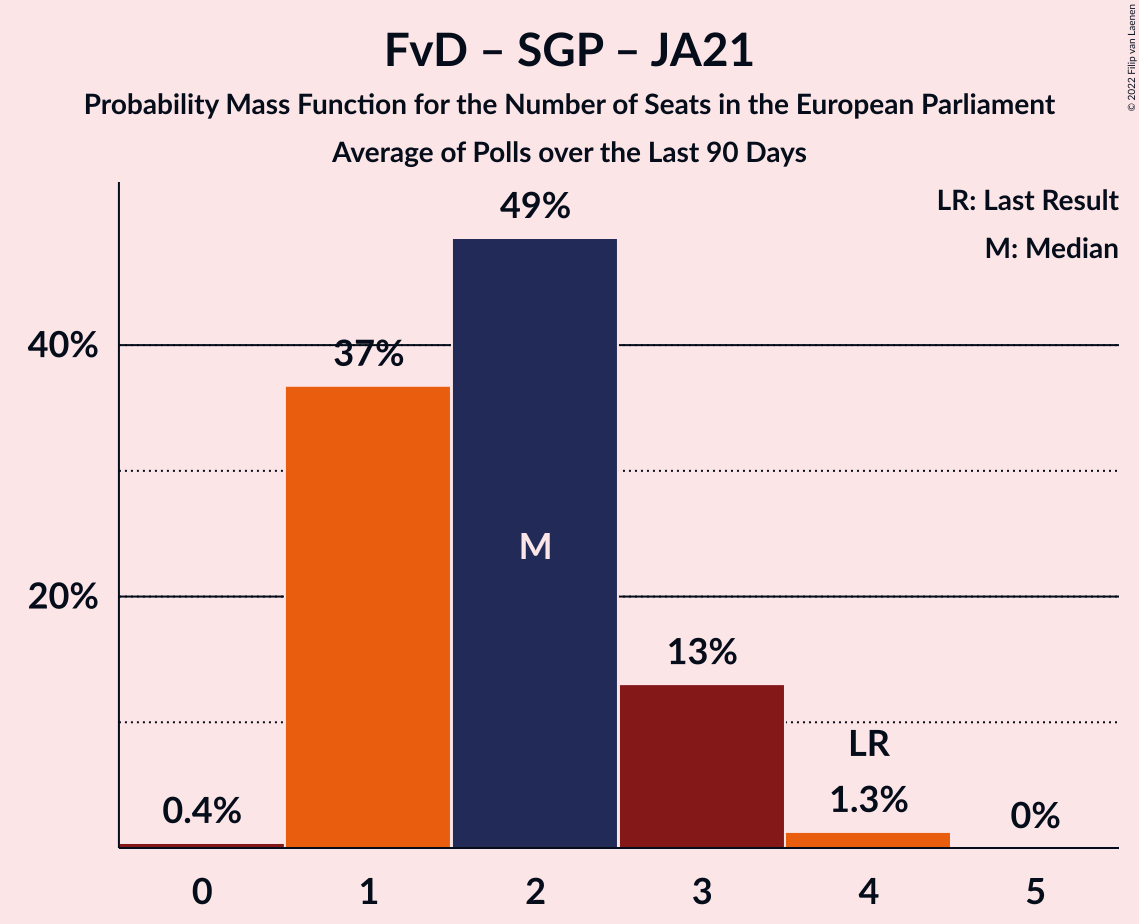 FvD – SGP – JA21
Probability Mass Function for the Number of Seats in the European Parliament
Average of Polls over the Last 90 Days
© 2022 Filip van Laenen
LR: Last Result
M: Median
49%
40%
37%
M
20%
13%
LR
0.4%
1.3%
0%
0 1 2 3 4 5